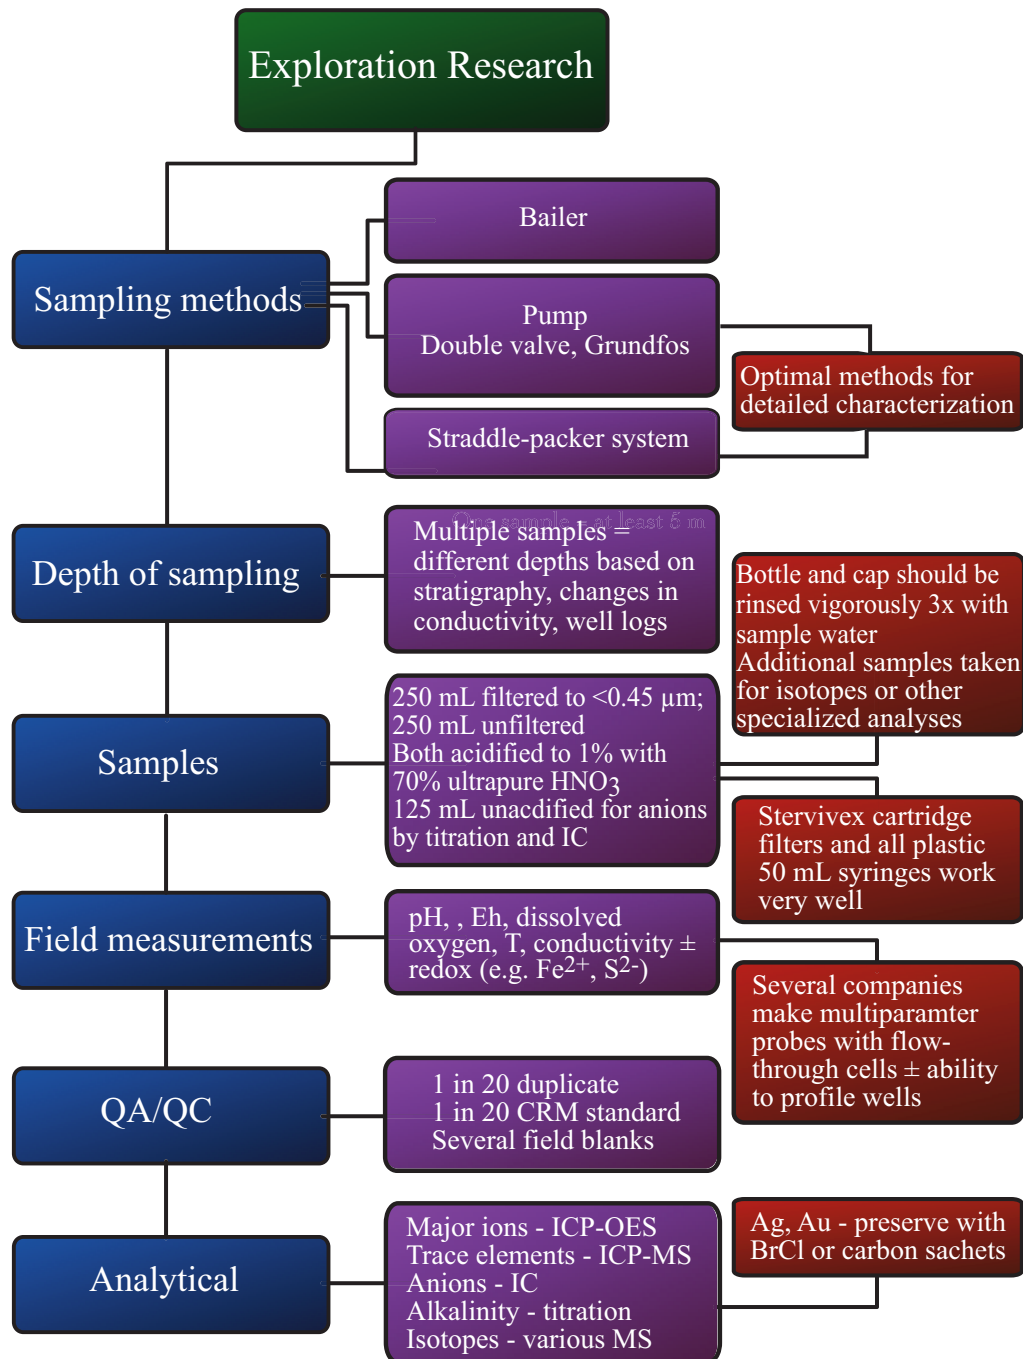 Exploration Research
Sampling methods
Bailer
Pump
Double valve, Grundfos
Straddle-packer system
Optimal methods for
detailed characterization
Depth of sampling
One sample = at least 5 m
Multiple samples =
different depths based on
stratigraphy, changes in
conductivity, well logs
Samples
250 mL filtered to <0.45 µm;
250 mL unfiltered
Both acidified to 1% with
70% ultrapure HNO3
125 mL unacdified for anions
by titration and IC
Bottle and cap should be
rinsed vigorously 3x with
sample water
Additional samples taken
for isotopes or other
specialized analyses
Stervivex cartridge
filters and all plastic
50 mL syringes work
very well
Field measurements
pH, , Eh, dissolved
oxygen, T, conductivity ±
redox (e.g. Fe2+, S2-)
Several companies
make multiparamter
probes with flow-
through cells ± ability
to profile wells
QA/QC
1 in 20 duplicate
1 in 20 CRM standard
Several field blanks
Analytical
Major ions - ICP-OES
Trace elements - ICP-MS
Anions - IC
Alkalinity - titration
Isotopes - various MS
Ag, Au - preserve with
BrCl or carbon sachets